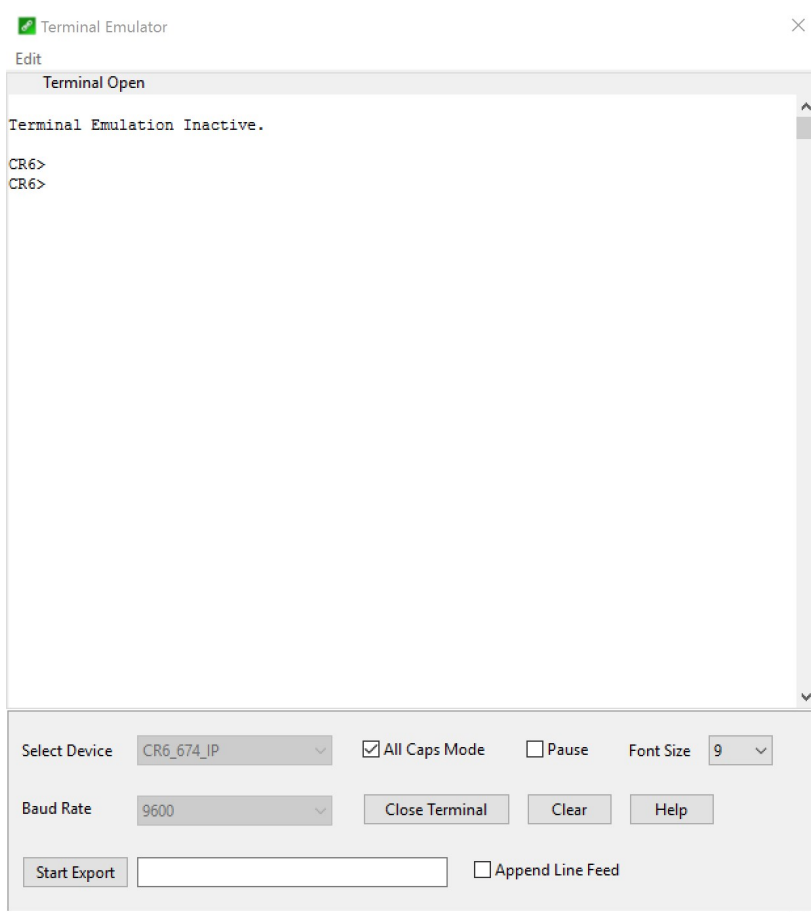 Terminal Emulator
Edit
Terminal Open
Terminal Emulation Inactive.
CR6>
CR6>
Select Device CR6_674_IP All Caps Mode Pause Font Size 9
Baud Rate 9600 Close Terminal Clear Help
Start Export Append Line Feed